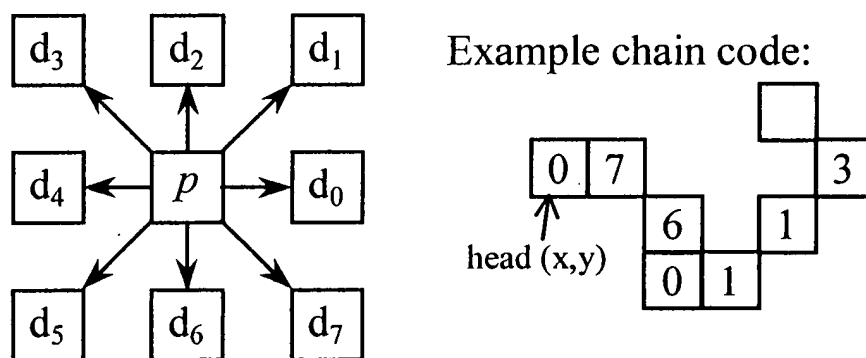 d3 d2 d1
d4 p d0
d5 d6 d7
Example chain code:
0 7 3
6 1
head (x,y)
0 1